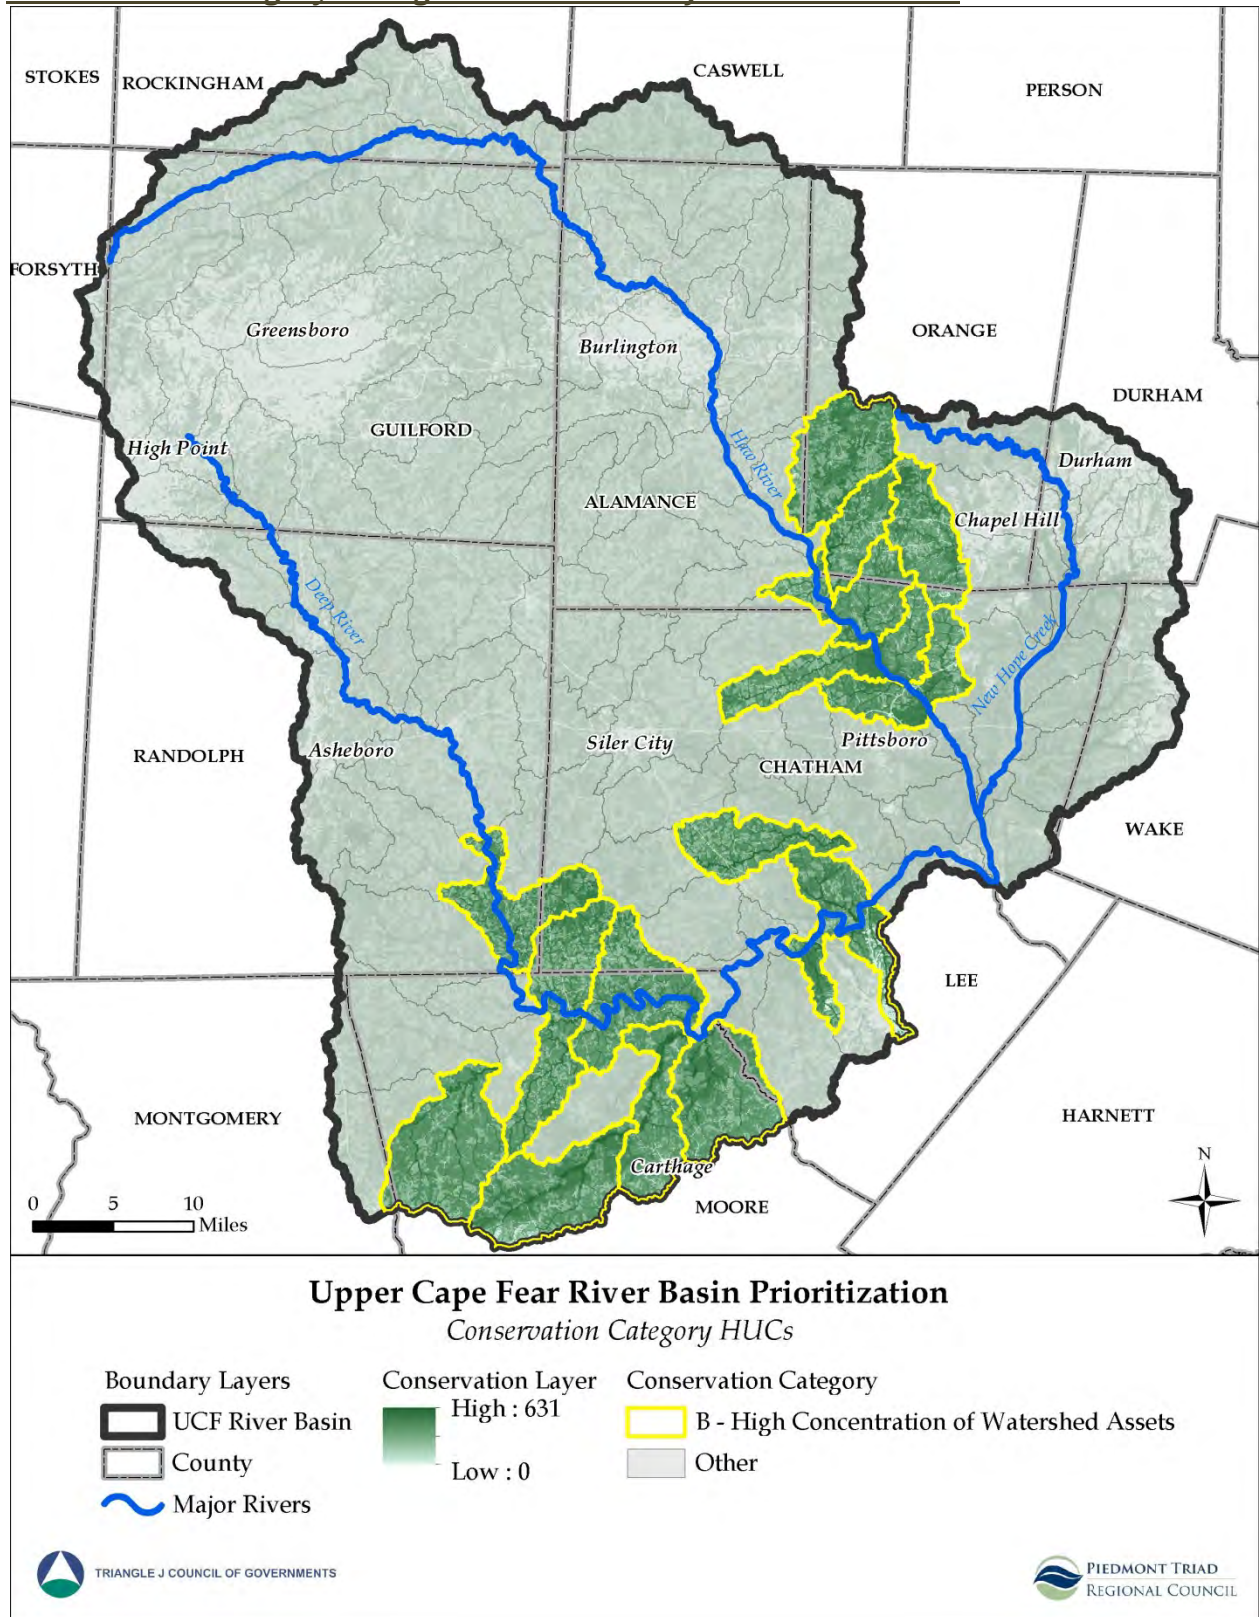 STOKES
ROCKINGHAM
CASWELL
PERSON
FORSYTH
Greensboro
Burlington
ORANGE
DURHAM
High Point
GUILFORD
Haw River
Durham
ALAMANCE
Chapel Hill
Deep River
New Hope Creek
RANDOLPH
Asheboro
Siler City
Pittsboro
CHATHAM
WAKE
LEE
MONTGOMERY
HARNETT
Carthage
MOORE
N
0 5 10
Miles
Upper Cape Fear River Basin Prioritization
Conservation Category HUCs
Boundary Layers
UCF River Basin
County
Major Rivers
Conservation Layer
High : 631
Low : 0
Conservation Category
B - High Concentration of Watershed Assets
Other
TRIANGLE J COUNCIL OF GOVERNMENTS
PIEDMONT TRIAD
REGIONAL COUNCIL